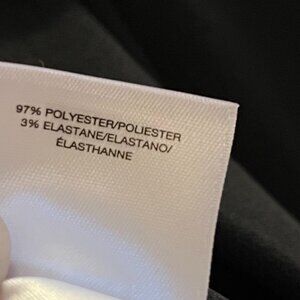 97% POLYESTER/POLIESTER
3% ELASTANE/ELASTANO/
ÉLASTHANNE